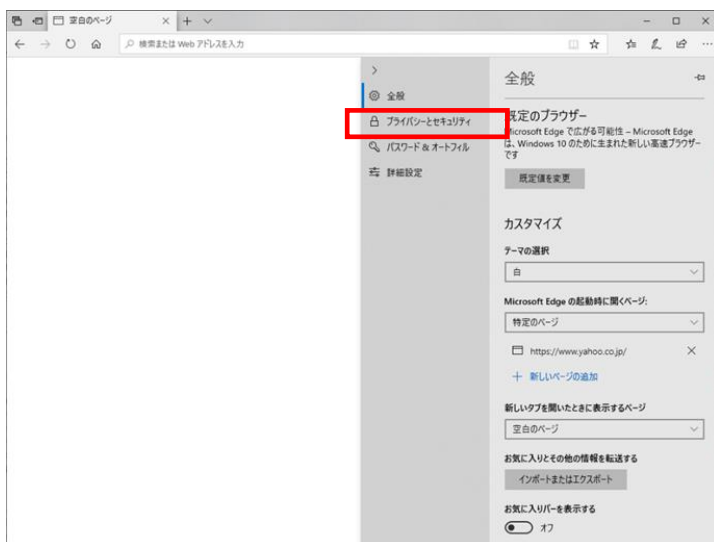 空白のページ
検索または Web アドレスを入力
全般
プライバシーとセキュリティ
パスワード & オートフィル
詳細設定
全般
既定のブラウザー
Microsoft Edge で広がる可能性 – Microsoft Edge
は、Windows 10 のために生まれた新しい高速ブラウザー
です
既定値を変更
カスタマイズ
テーマの選択
白
Microsoft Edge の起動時に開くページ:
特定のページ
https://www.yahoo.co.jp/
新しいページの追加
新しいタブを開いたときに表示するページ
空白のページ
お気に入りとその他の情報を転送する
インポートまたはエクスポート
お気に入りバーを表示する
オフ